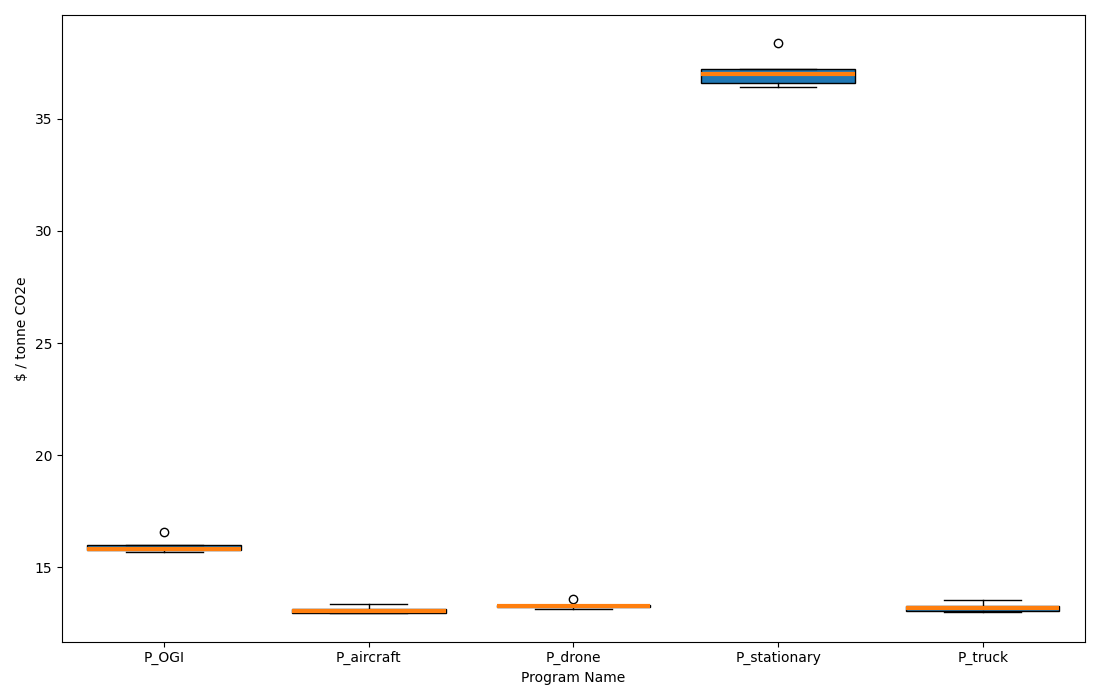 $ / tonne CO2e
35
30
25
20
15
P_OGI P_aircraft P_drone P_stationary P_truck
Program Name